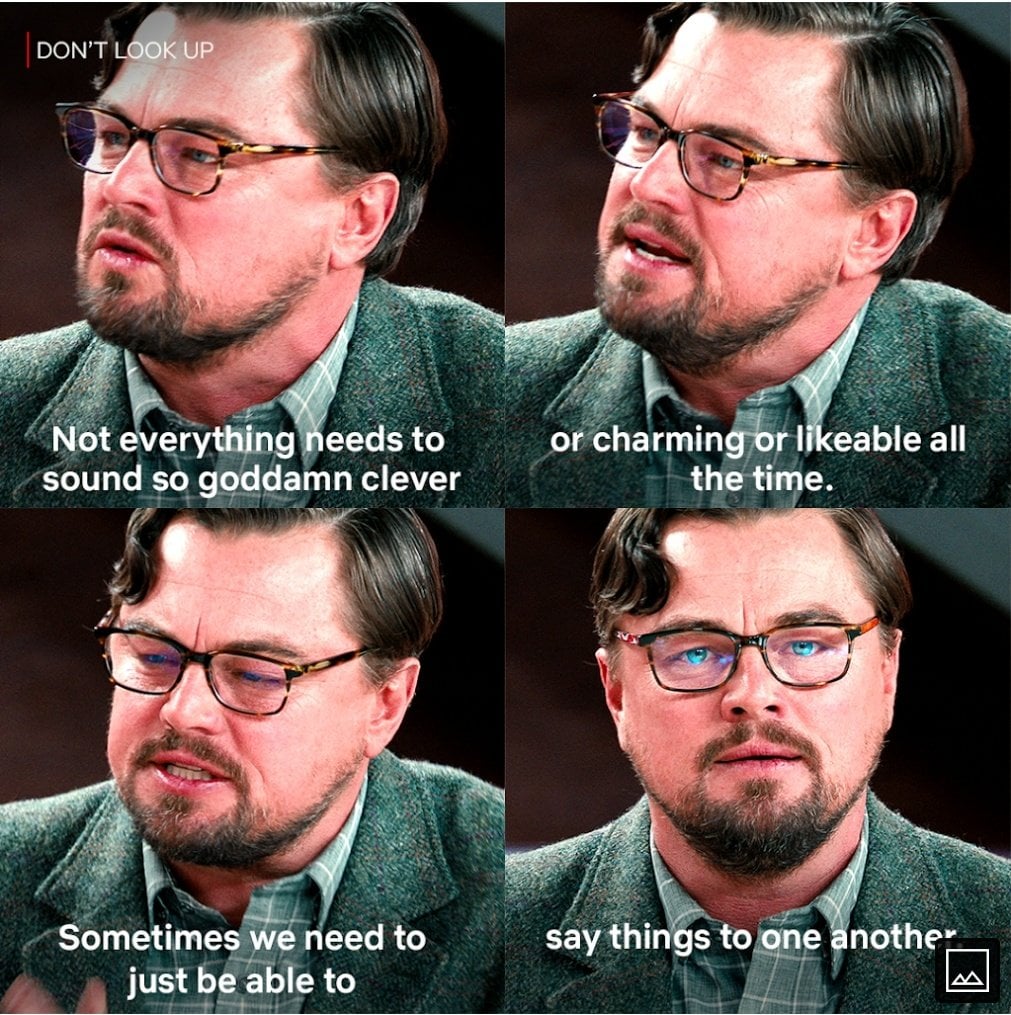 DON'T LOOK UP
Not everything needs to
sound so goddamn clever
or charming or likeable all
the time.
Sometimes we need to
just be able to
say things to one another.